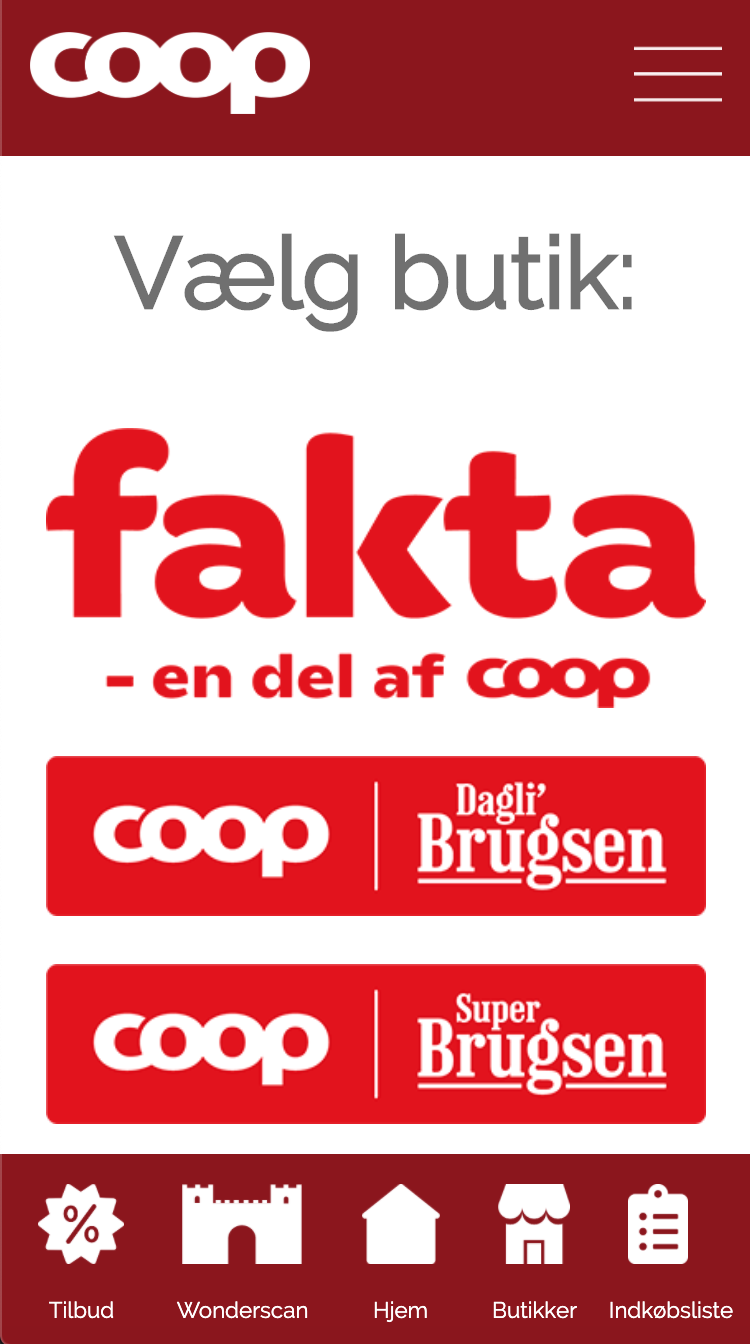 coop
Vælg butik:
fakta
- en del af coop
coop | Dagli'
Brugsen
coop | Super
Brugsen
%
Tilbud Wonderscan Hjem Butikker Indkøbsliste